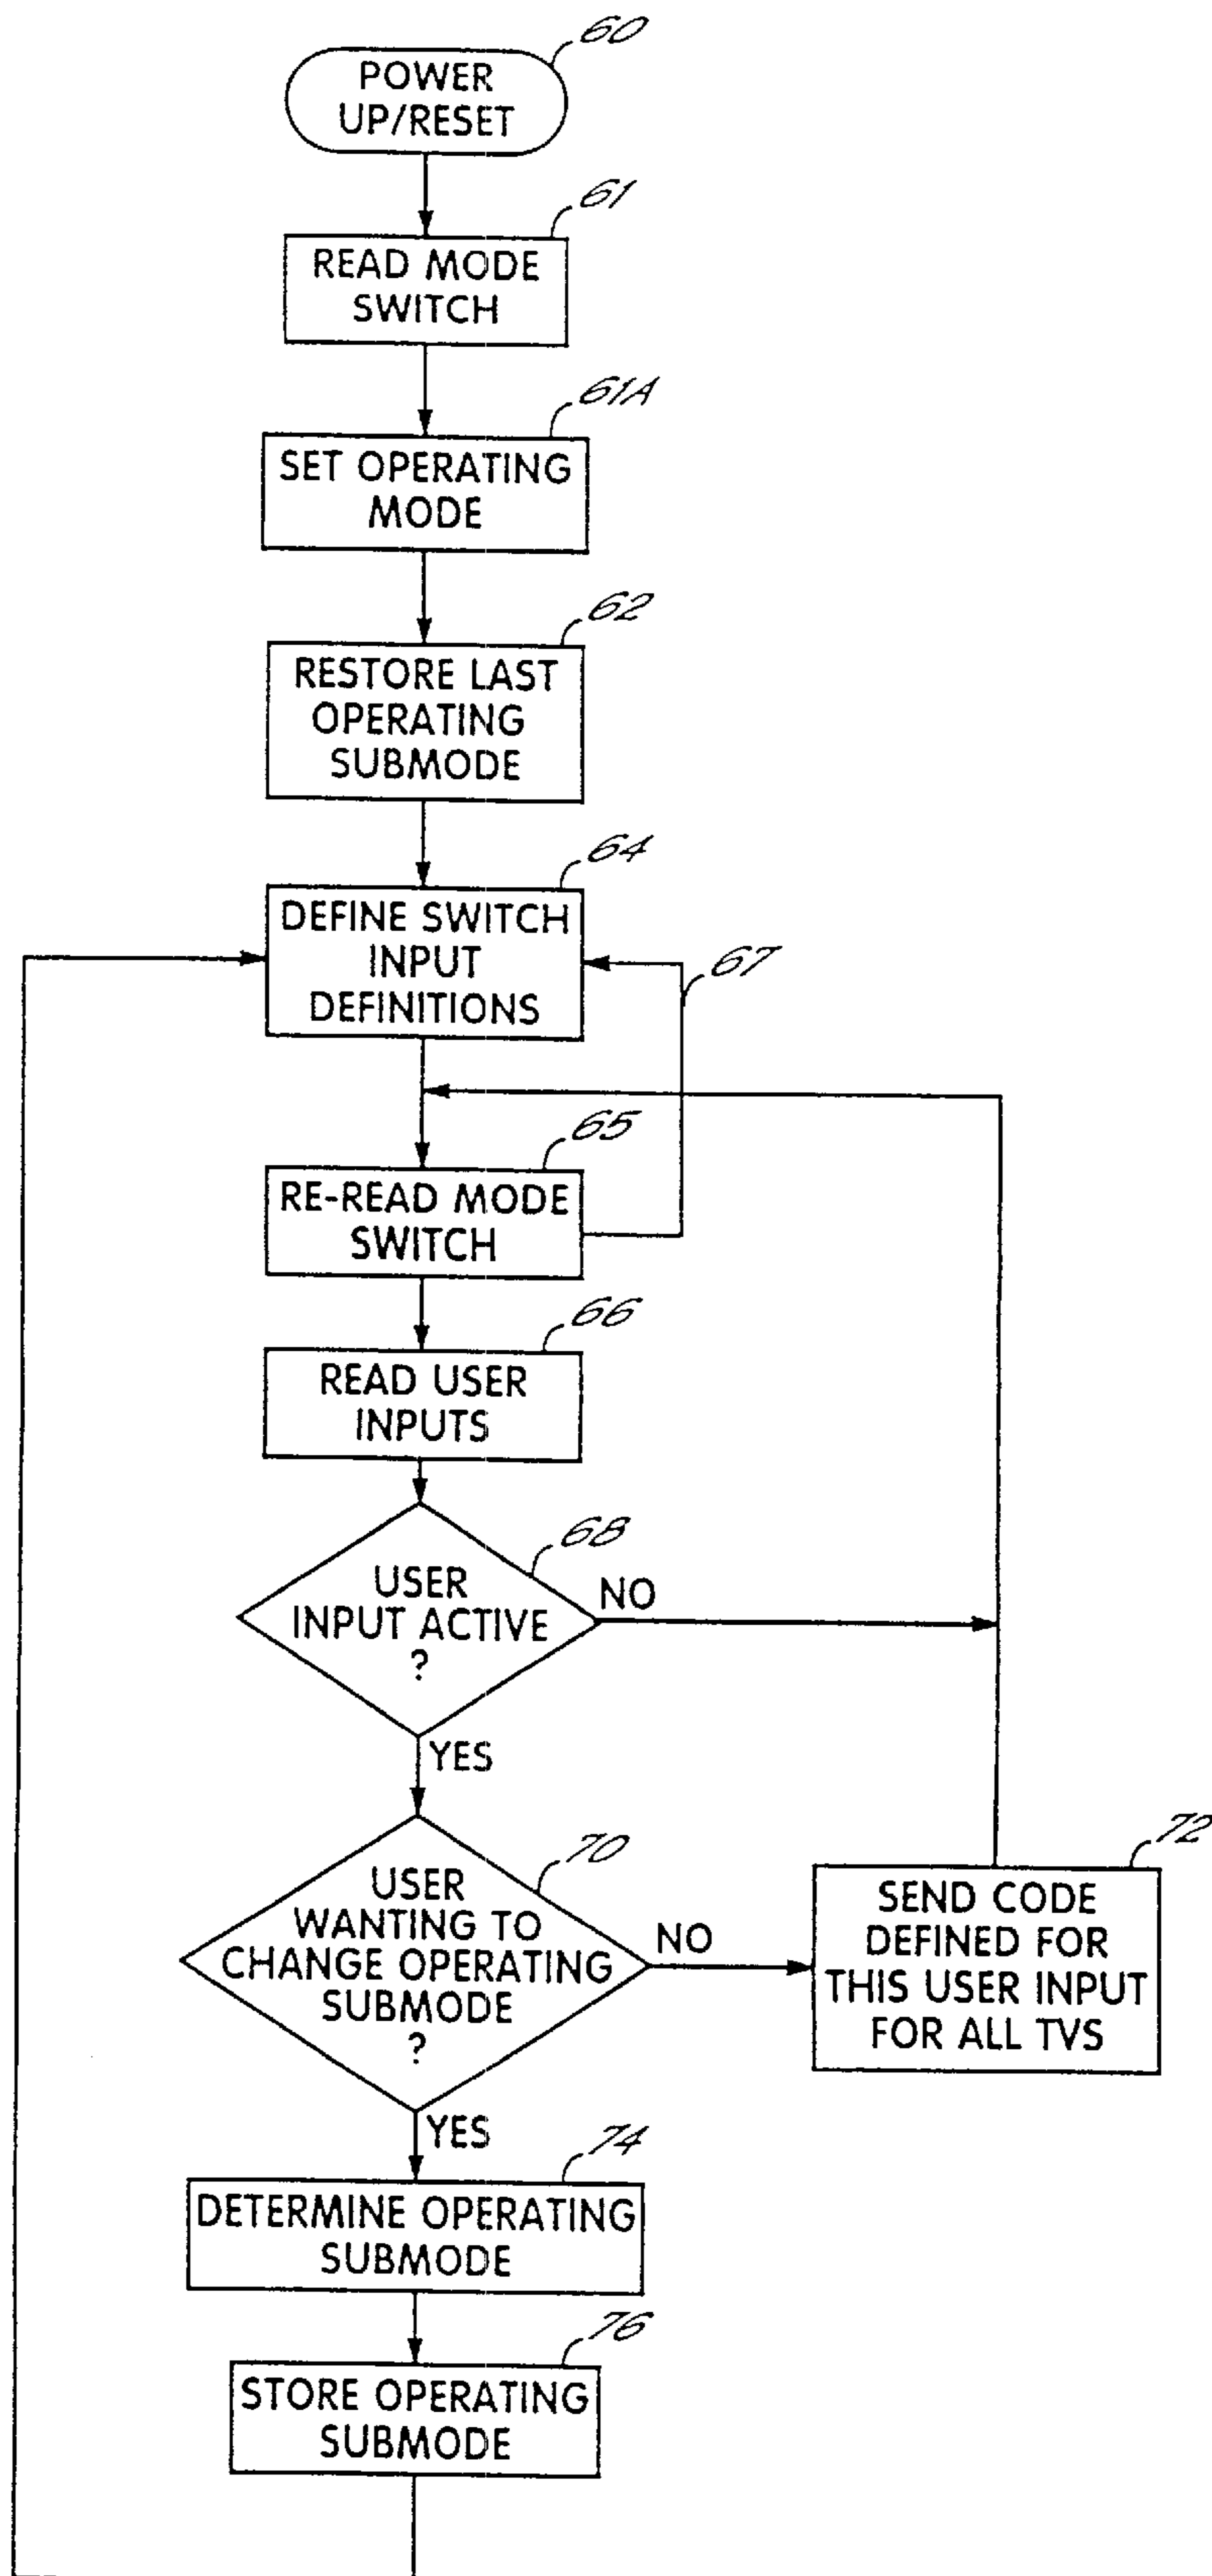 60
POWER
UP/RESET
61
READ MODE
SWITCH
61A
SET OPERATING
MODE
62
RESTORE LAST
OPERATING
SUBMODE
64
DEFINE SWITCH
INPUT
DEFINITIONS
67
65
RE-READ MODE
SWITCH
66
READ USER
INPUTS
68
USER
INPUT ACTIVE
?
NO
YES
70
USER
WANTING TO
CHANGE OPERATING
SUBMODE
?
NO
72
SEND CODE
DEFINED FOR
THIS USER INPUT
FOR ALL TVS
YES
74
DETERMINE OPERATING
SUBMODE
76
STORE OPERATING
SUBMODE